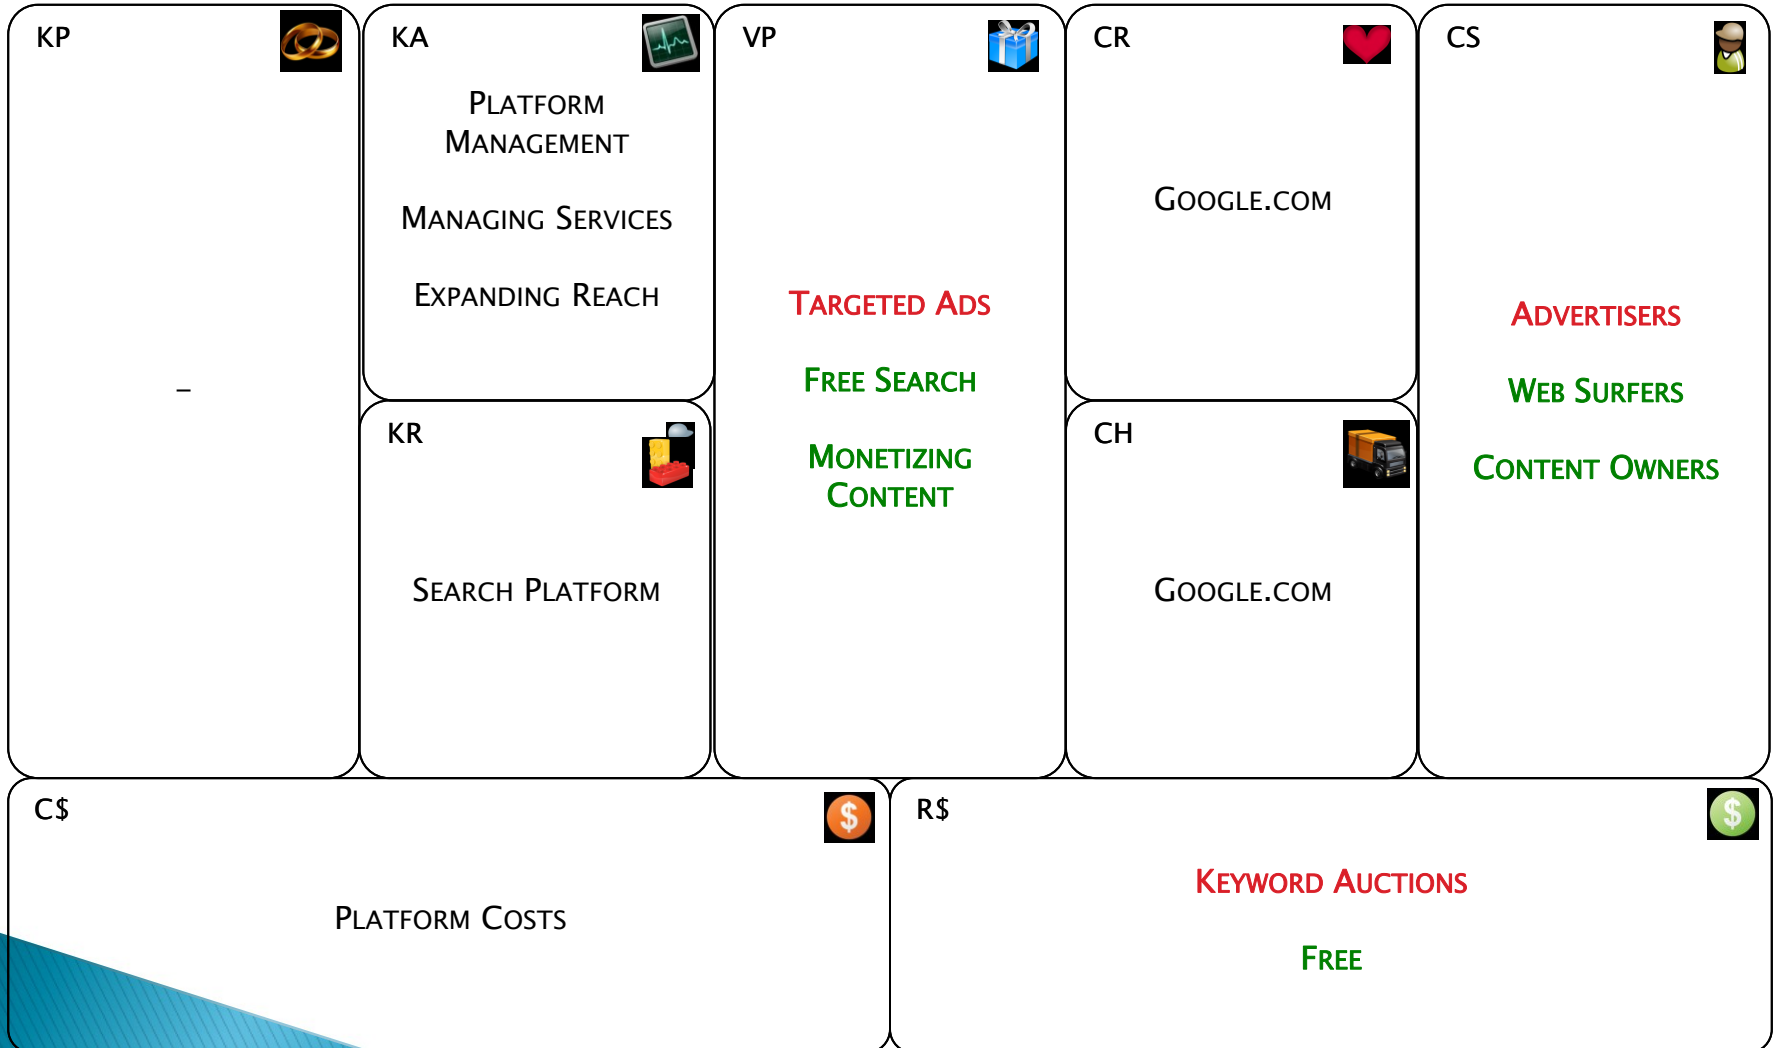 KP
–
KA
Platform
Management
Managing Services
Expanding Reach
KR
Search Platform
VP
Targeted Ads
Free Search
Monetizing
Content
CR
Google.com
CH
Google.com
CS
Advertisers
Web Surfers
Content Owners
C$
$
Platform Costs
R$
$
Keyword Auctions
Free